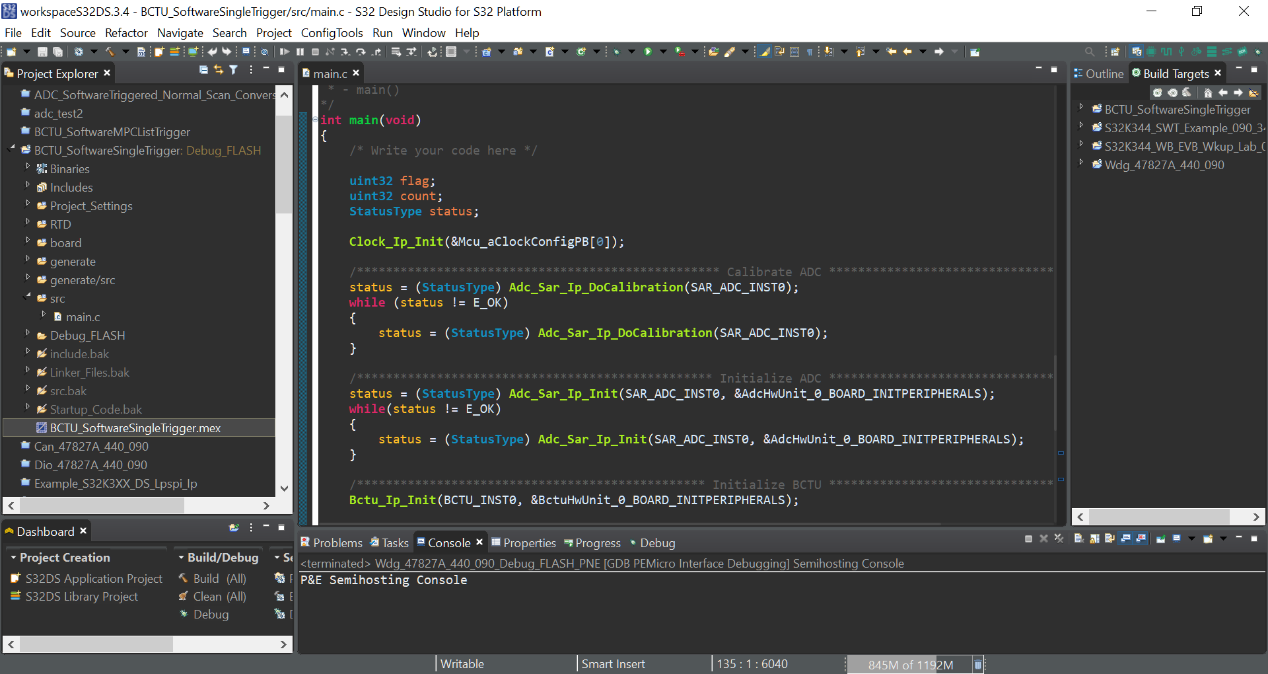 workspaceS32DS.3.4 - BCTU_SoftwareSingleTrigger/src/main.c - S32 Design Studio for S32 Platform
File Edit Source Refactor Navigate Search Project ConfigTools Run Window Help
Project Explorer
ADC_SoftwareTriggered_Normal_Scan_Convers
adc_test2
BCTU_SoftwareMPCListTrigger
BCTU_SoftwareSingleTrigger: Debug_FLASH
Binaries
Includes
Project_Settings
RTD
board
generate
generate/src
src
main.c
Debug_FLASH
include.bak
Linker_Files.bak
src.bak
Startup_Code.bak
BCTU_SoftwareSingleTrigger.mex
Can_47827A_440_090
Dio_47827A_440_090
Example_S32K3XX_DS_Lpspi_Ip
main.c
* - main()
*/
int main(void)
{
/* Write your code here */
uint32 flag;
uint32 count;
StatusType status;
Clock_Ip_Init(&Mcu_aClockConfigPB[0]);
/************************************************** Calibrate ADC *******************************
status = (StatusType) Adc_Sar_Ip_DoCalibration(SAR_ADC_INST0);
while (status != E_OK)
{
status = (StatusType) Adc_Sar_Ip_DoCalibration(SAR_ADC_INST0);
}
/************************************************* Initialize ADC *******************************
status = (StatusType) Adc_Sar_Ip_Init(SAR_ADC_INST0, &AdcHwUnit_0_BOARD_INITPERIPHERALS);
while(status != E_OK)
{
status = (StatusType) Adc_Sar_Ip_Init(SAR_ADC_INST0, &AdcHwUnit_0_BOARD_INITPERIPHERALS);
}
/************************************************ Initialize BCTU *******************************
Bctu_Ip_Init(BCTU_INST0, &BctuHwUnit_0_BOARD_INITPERIPHERALS);
Outline Build Targets
BCTU_SoftwareSingleTrigger
S32K344_SWT_Example_090_3
S32K344_WB_EVB_Wkup_Lab_0
Wdg_47827A_440_090
Dashboard
Project Creation
S32DS Application Project
S32DS Library Project
Build/Debug
Build (All)
Clean (All)
Debug
Problems Tasks Console Properties Progress Debug
<terminated> Wdg_47827A_440_090_Debug_FLASH_PNE [GDB PEMicro Interface Debugging] Semihosting Console
P&E Semihosting Console
Writable Smart Insert 135 : 1 : 6040 845M of 1192M